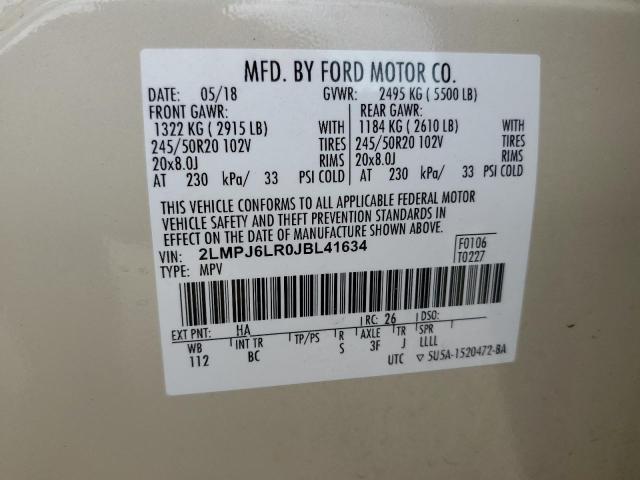 MFD. BY FORD MOTOR CO.
DATE: 05/18 GVWR: 2495 KG ( 5500 LB)
FRONT GAWR: REAR GAWR:
1322 KG ( 2915 LB) WITH 1184 KG ( 2610 LB) WITH
245/50R20 102V TIRES 245/50R20 102V TIRES
20x8.0J RIMS 20x8.0J RIMS
AT 230 kPa/ 33 PSI COLD AT 230 kPa/ 33 PSI COLD
THIS VEHICLE CONFORMS TO ALL APPLICABLE FEDERAL MOTOR
VEHICLE SAFETY AND THEFT PREVENTION STANDARDS IN
EFFECT ON THE DATE OF MANUFACTURE SHOWN ABOVE.
VIN: 2LMPJ6LR0JBL41634 F0106
TYPE: MPV T0227
EXT PNT: HA RC: 26 DSO:
WB INT TR TP/PS R AXLE TR SPR
112 BC S 3F J LLLL
UTC ▽ 5U5A-1520472-BA